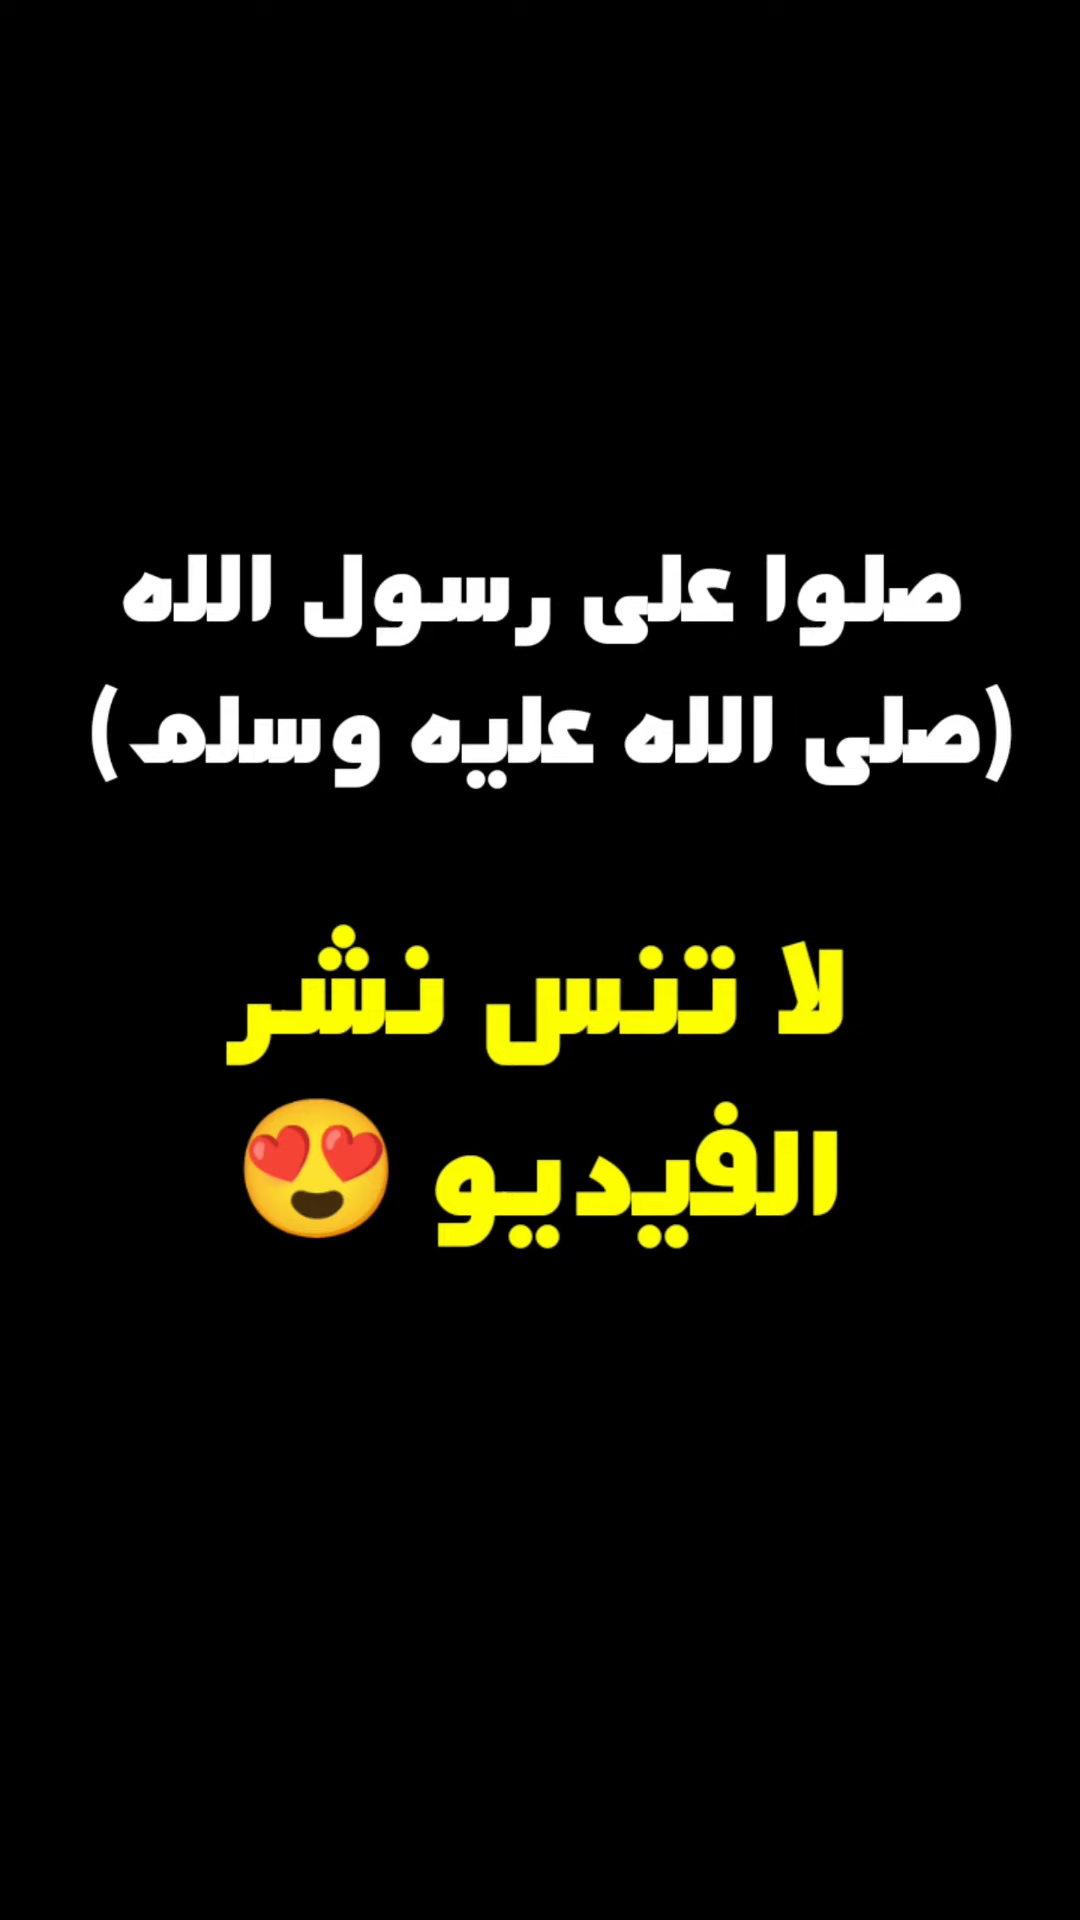 صلوا على رسول الله
(صلى الله عليه وسلم)
لا تنس نشر
الفيديو 😍